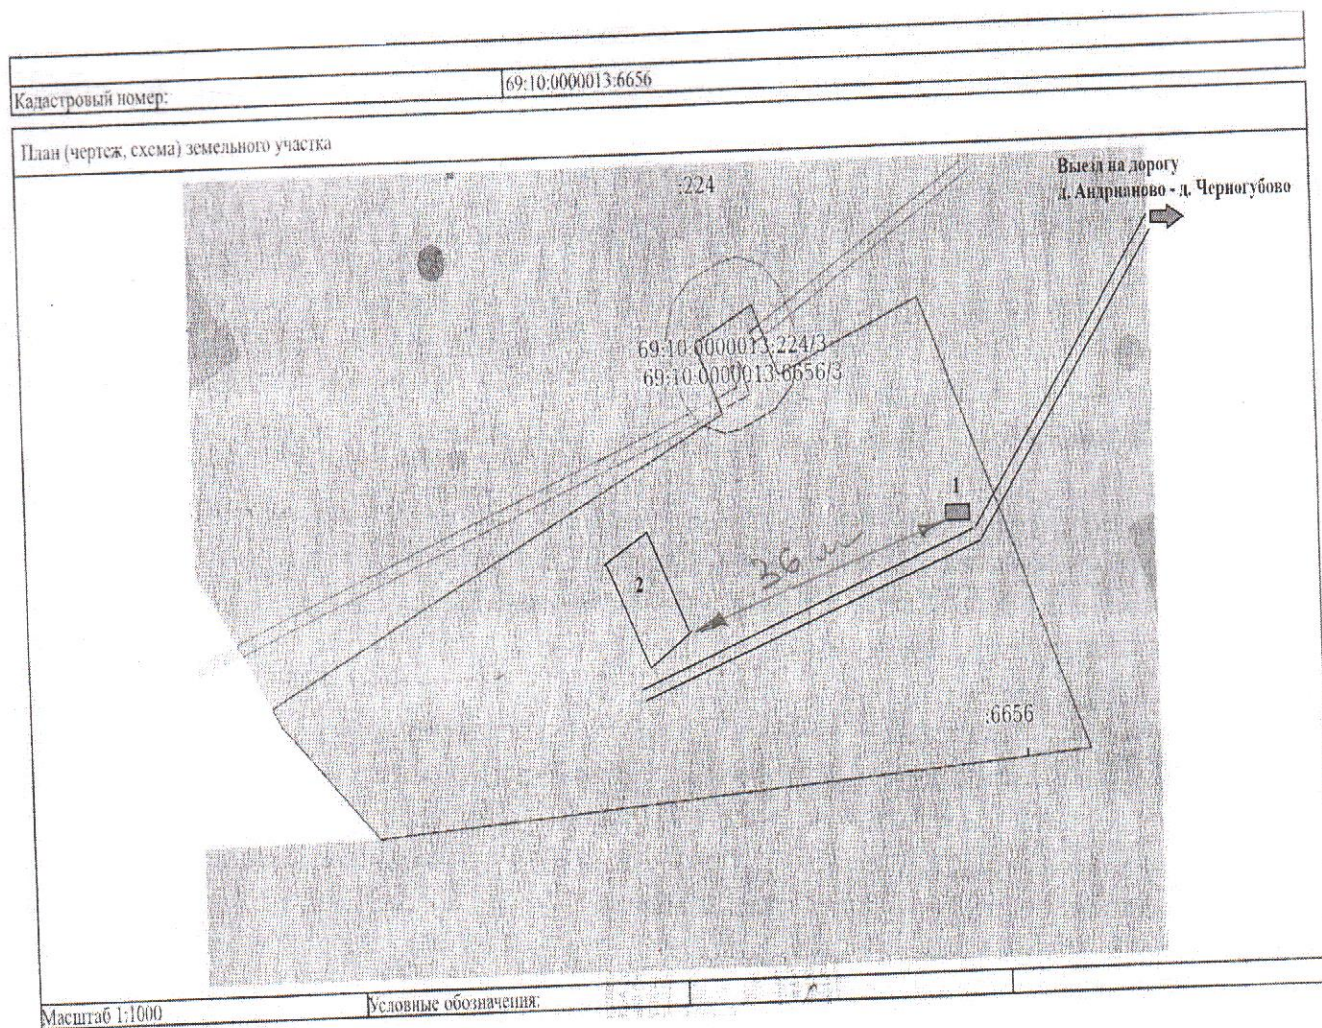 Кадастровый номер:
69:10:0000013:6656
План (чертеж, схема) земельного участка
:224
Выезд на дорогу
д. Андрианово - д. Черногубово
69:10:0000013:224/3
69:10:0000013:6656/3
1
36 м
2
:6656
Масштаб 1:1000
Условные обозначения: